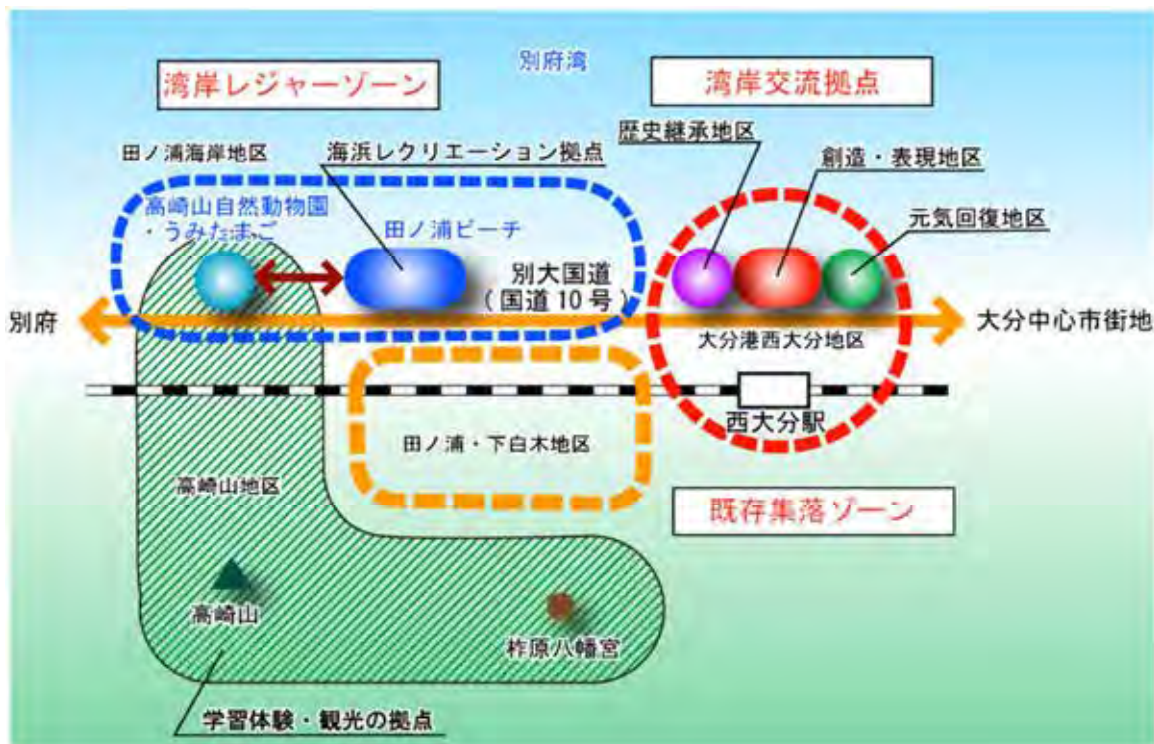 別府湾
湾岸レジャーゾーン
湾岸交流拠点
歴史継承地区
田ノ浦海岸地区
海浜レクリエーション拠点
創造・表現地区
高崎山自然動物園
・うみたまご
田ノ浦ビーチ
元気回復地区
別大国道
(国道10号)
別府
大分中心市街地
大分港西大分地区
西大分駅
田ノ浦・下白木地区
高崎山地区
既存集落ゾーン
高崎山
柞原八幡宮
学習体験・観光の拠点